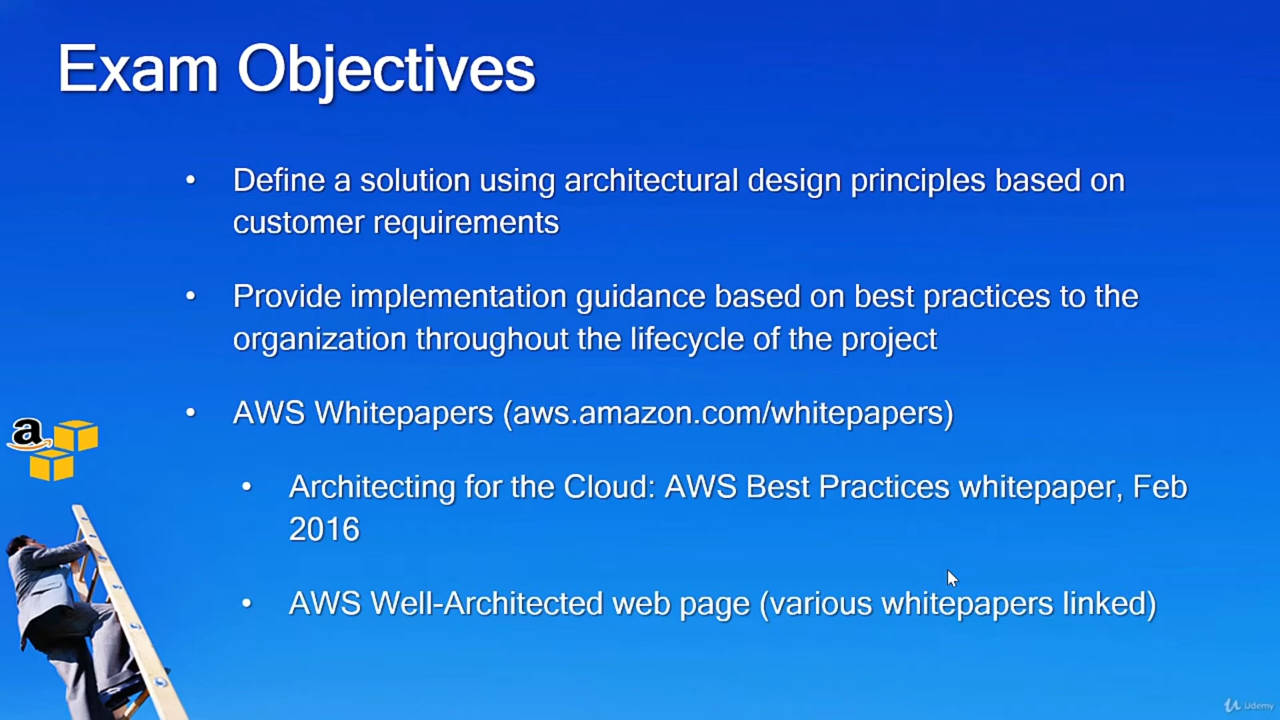 Exam Objectives
• Define a solution using architectural design principles based on
customer requirements
• Provide implementation guidance based on best practices to the
organization throughout the lifecycle of the project
• AWS Whitepapers (aws.amazon.com/whitepapers)
• Architecting for the Cloud: AWS Best Practices whitepaper, Feb
2016
• AWS Well-Architected web page (various whitepapers linked)
a
Udemy